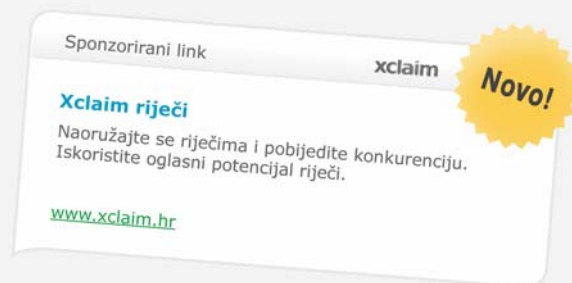 Sponzorirani link
xclaim
Novo!
Xclaim riječi
Naoružajte se riječima i pobijedite konkurenciju.
Iskoristite oglasni potencijal riječi.
www.xclaim.hr